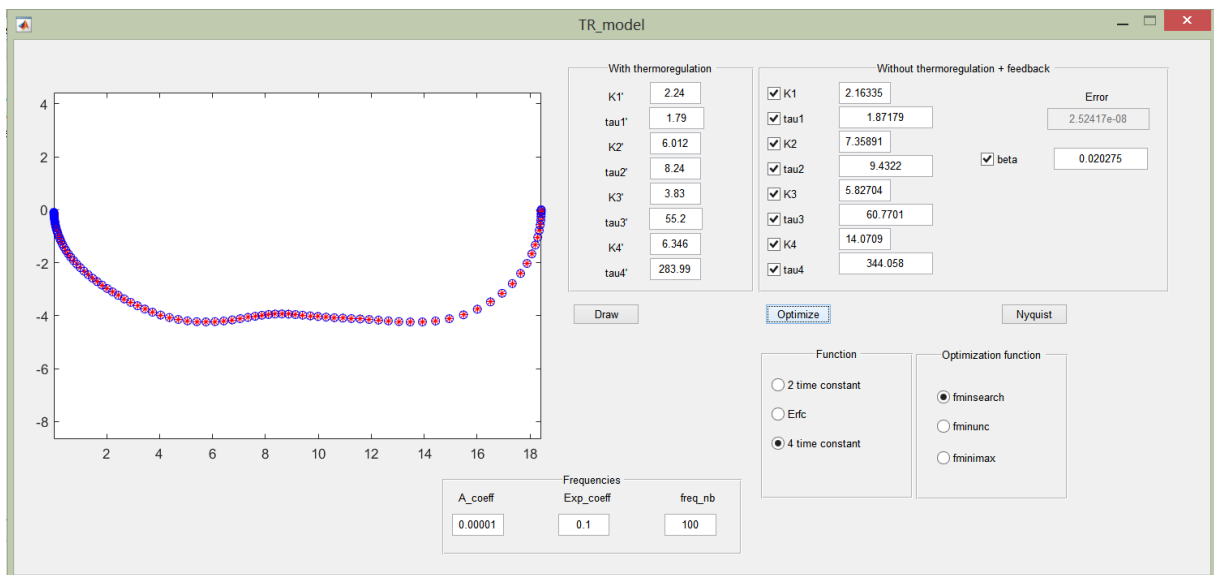 TR_model
4
2
0
-2
-4
-6
-8
2 4 6 8 10 12 14 16 18
With thermoregulation
K1' 2.24
tau1' 1.79
K2' 6.012
tau2' 8.24
K3' 3.83
tau3' 55.2
K4' 6.346
tau4' 283.99
Without thermoregulation + feedback
K1 2.16335
tau1 1.87179
K2 7.35891
tau2 9.4322
K3 5.82704
tau3 60.7701
K4 14.0709
tau4 344.058
Error
2.52417e-08
beta 0.020275
Draw
Optimize
Nyquist
Function
2 time constant
Erfc
4 time constant
Optimization function
fminsearch
fminunc
fminimax
Frequencies
A_coeff Exp_coeff freq_nb
0.00001 0.1 100